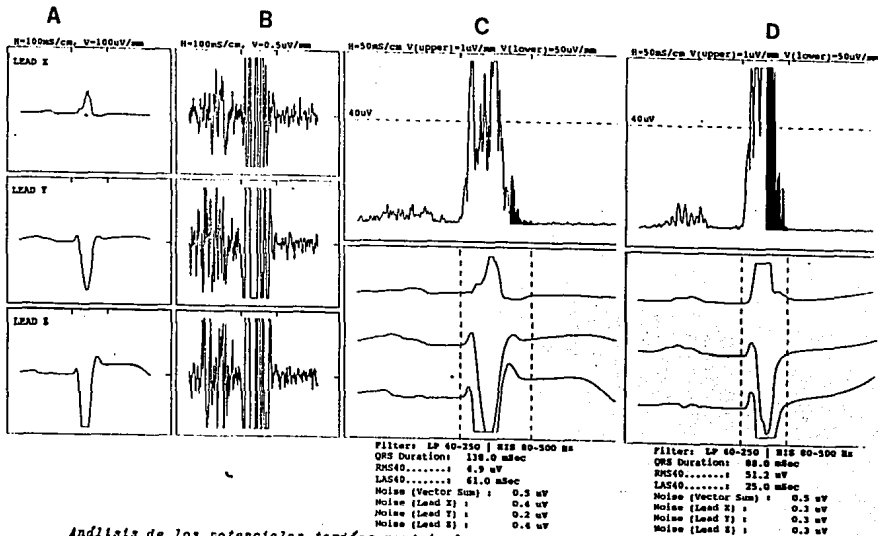 A
B
C
D
H=100mS/cm, V=100uV/mm
H=100mS/cm, V=0.5uV/mm
H=50mS/cm V(upper)=1uV/mm V(lower)=50uV/mm
H=50mS/cm V(upper)=1uV/mm V(lower)=50uV/mm
LEAD X
LEAD Y
LEAD Z
40uV
40uV
Filter: LP 40-250 | HIS 80-500 Hz
QRS Duration: 138.0 mSec
RMS40.......: 4.9 uV
LAS40.......: 61.0 mSec
Noise (Vector Sum) : 0.5 uV
Noise (Lead X) : 0.4 uV
Noise (Lead Y) : 0.2 uV
Noise (Lead Z) : 0.4 uV
Filter: LP 40-250 | HIS 80-500 Hz
QRS Duration: 88.0 mSec
RMS40.......: 51.2 uV
LAS40.......: 25.0 mSec
Noise (Vector Sum) : 0.5 uV
Noise (Lead X) : 0.3 uV
Noise (Lead Y) : 0.3 uV
Noise (Lead Z) : 0.3 uV
Análisis de los potenciales tardíos